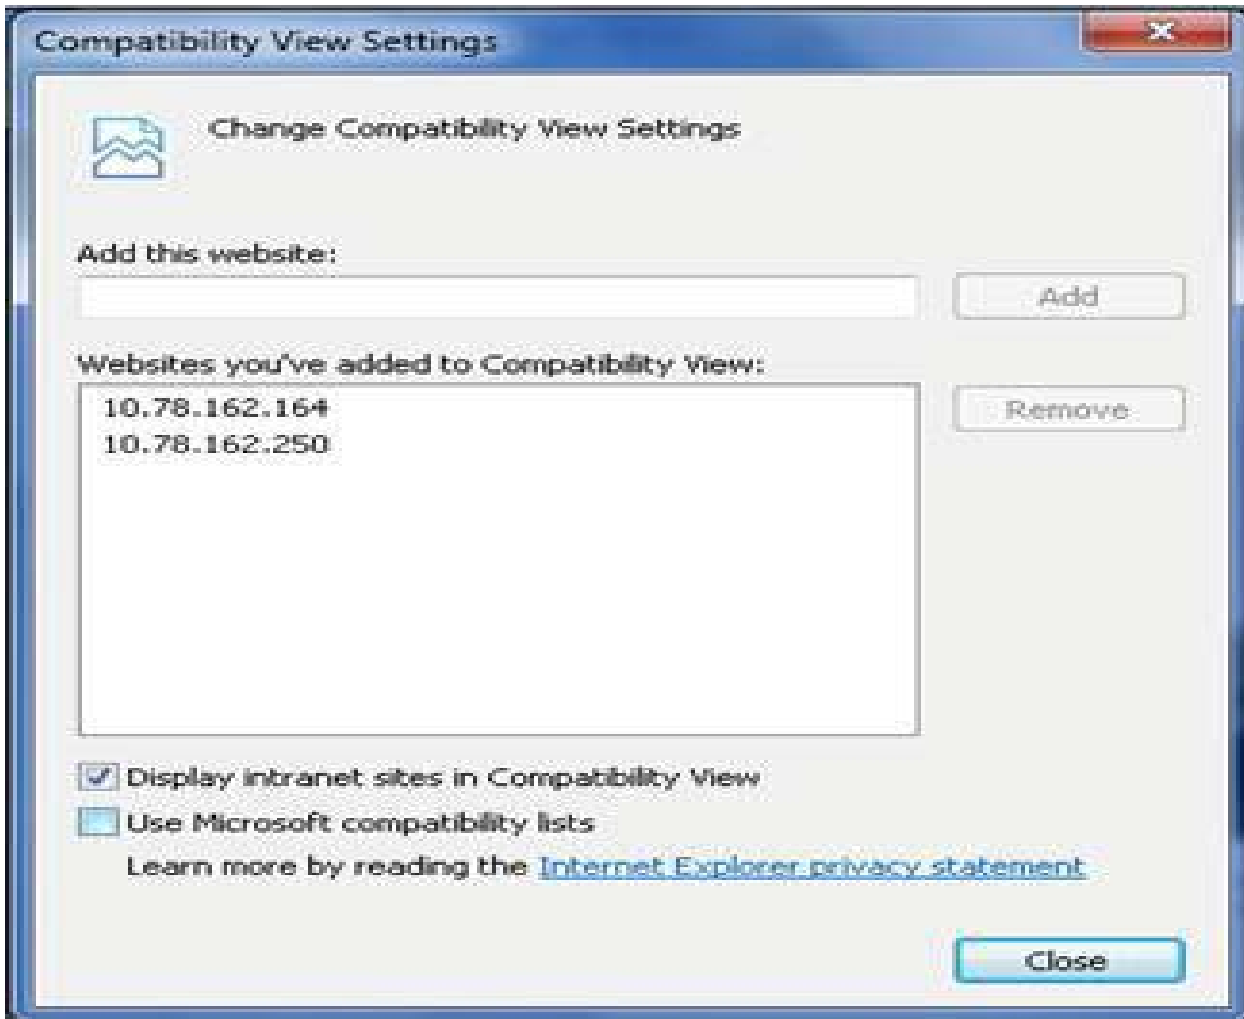 Compatibility View Settings
Change Compatibility View Settings
Add this website:
Add
Websites you've added to Compatibility View:
10.78.162.164
10.78.162.250
Remove
Display intranet sites in Compatibility View
Use Microsoft compatibility lists
Learn more by reading the Internet Explorer privacy statement
Close